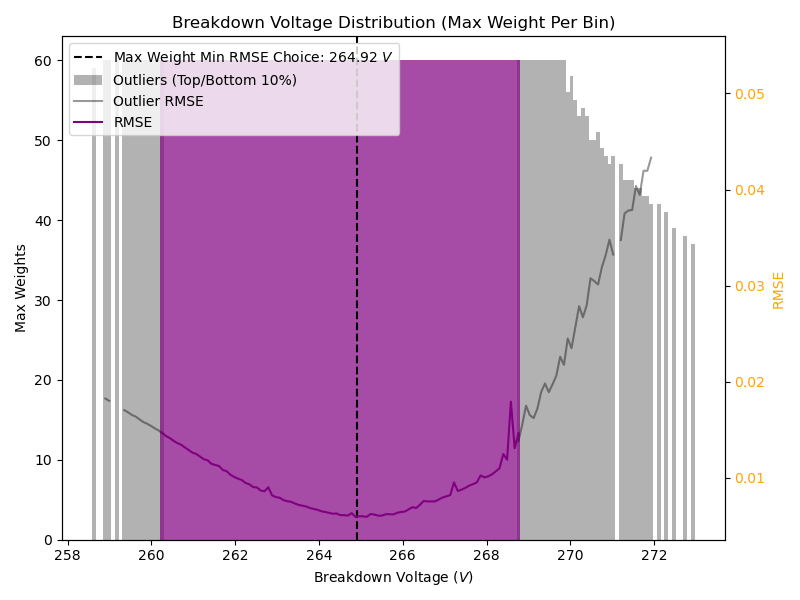 Breakdown Voltage Distribution (Max Weight Per Bin)
Max Weight Min RMSE Choice: 264.92 V
Outliers (Top/Bottom 10%)
Outlier RMSE
RMSE
Max Weights
60
50
40
30
20
10
0
0.05
0.04
0.03
0.02
0.01
RMSE
258 260 262 264 266 268 270 272
Breakdown Voltage (V)